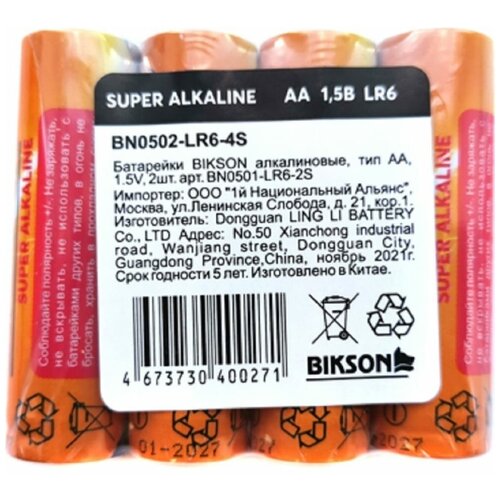 SUPER ALKALINE AA 1,5В LR6
BN0502-LR6-4S
Батарейки BIKSON алкалиновые, тип АА,
1.5V, 2шт. арт. BN0501-LR6-2S
Импортер: ООО "1й Национальный Альянс",
Москва, ул.Ленинская Слобода, д. 21, кор.1.
Изготовитель: Dongguan LING LI BATTERY
Co., LTD Адрес: No.50 Xianchong industrial
road, Wanjiang street, Dongguan City,
Guangdong Province,China, ноябрь 2021г.
Срок годности 5 лет. Изготовлено в Китае.
4 673730 400271
BIKSON
SUPER ALKALINE
Соблюдайте полярность +/-. Не заряжать,
не вскрывать, не использовать с
батарейками других типов, в огонь не
бросать, хранить в прохладном
SUPER ALKALINE
01-2027
-2027